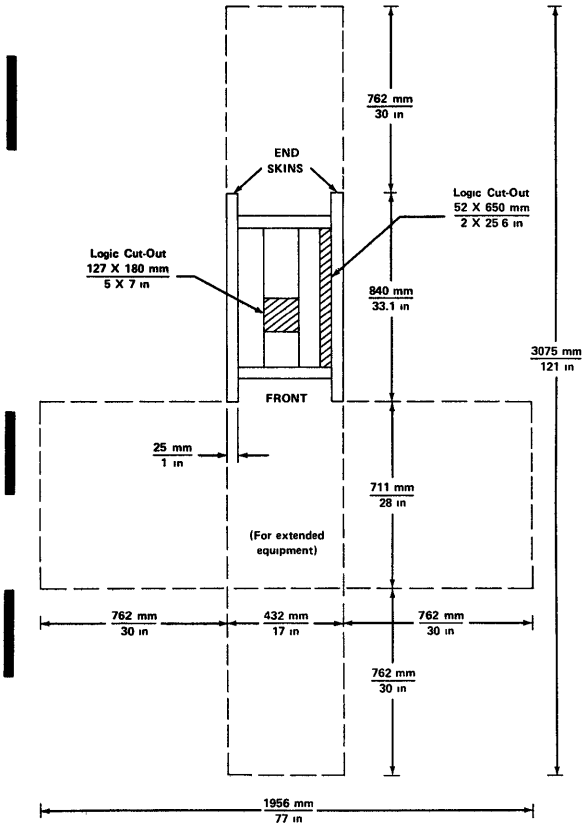 762 mm
30 in
END
SKINS
Logic Cut-Out
52 X 650 mm
2 X 25 6 in
Logic Cut-Out
127 X 180 mm
5 X 7 in
840 mm
33.1 in
3075 mm
121 in
FRONT
25 mm
1 in
711 mm
28 in
(For extended
equipment)
762 mm
30 in
432 mm
17 in
762 mm
30 in
762 mm
30 in
1956 mm
77 in